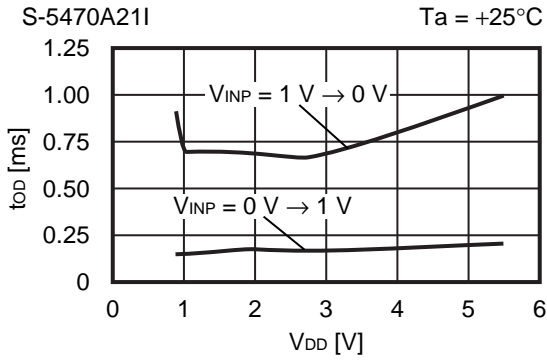 S-5470A21I
Ta = +25°C
1.25
1.00
0.75
0.50
0.25
0
tOD [ms]
VINP = 1 V → 0 V
VINP = 0 V → 1 V
0 1 2 3 4 5 6
VDD [V]